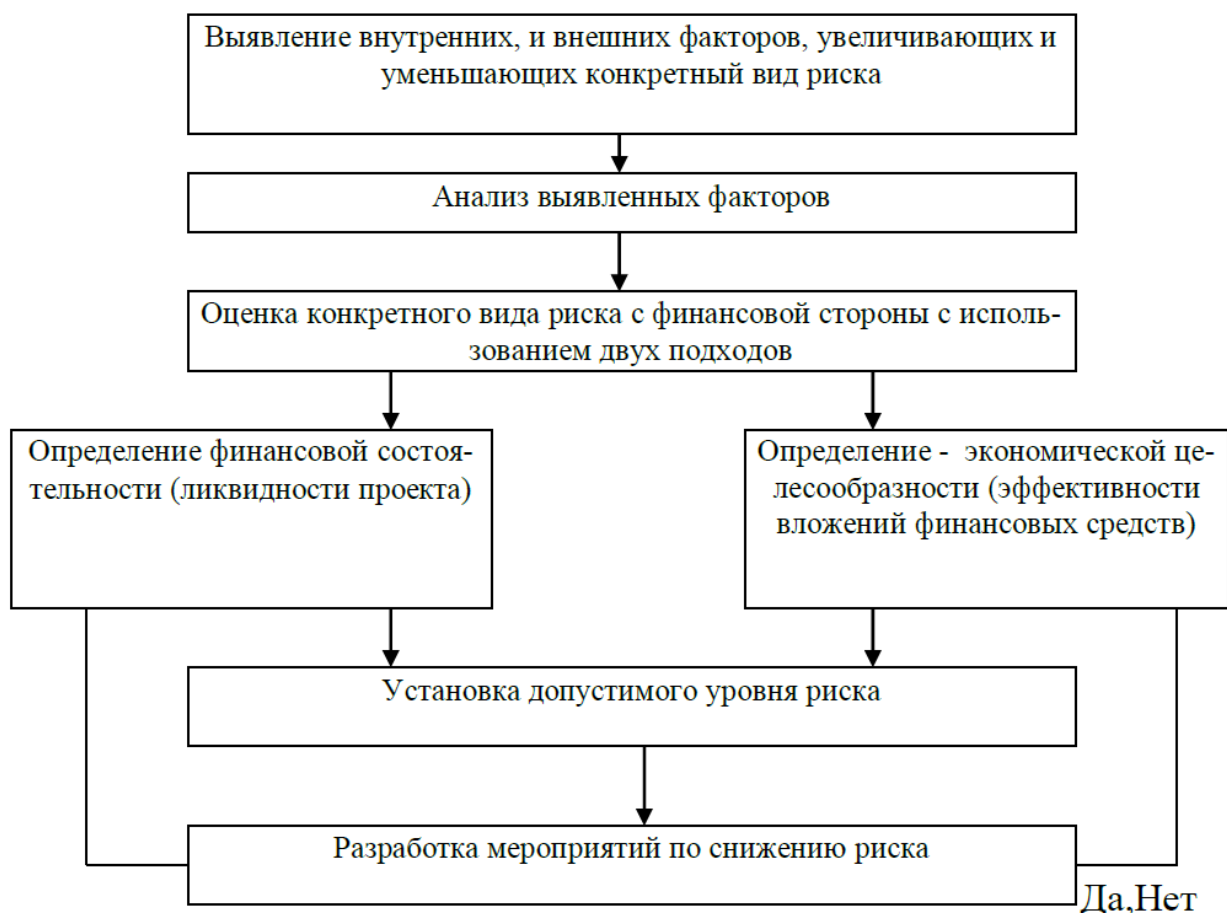 Выявление внутренних, и внешних факторов, увеличивающих и
уменьшающих конкретный вид риска
Анализ выявленных факторов
Оценка конкретного вида риска с финансовой стороны с исполь-
зованием двух подходов
Определение финансовой состоя-
тельности (ликвидности проекта)
Определение - экономической це-
лесообразности (эффективности
вложений финансовых средств)
Установка допустимого уровня риска
Разработка мероприятий по снижению риска
Да,Нет